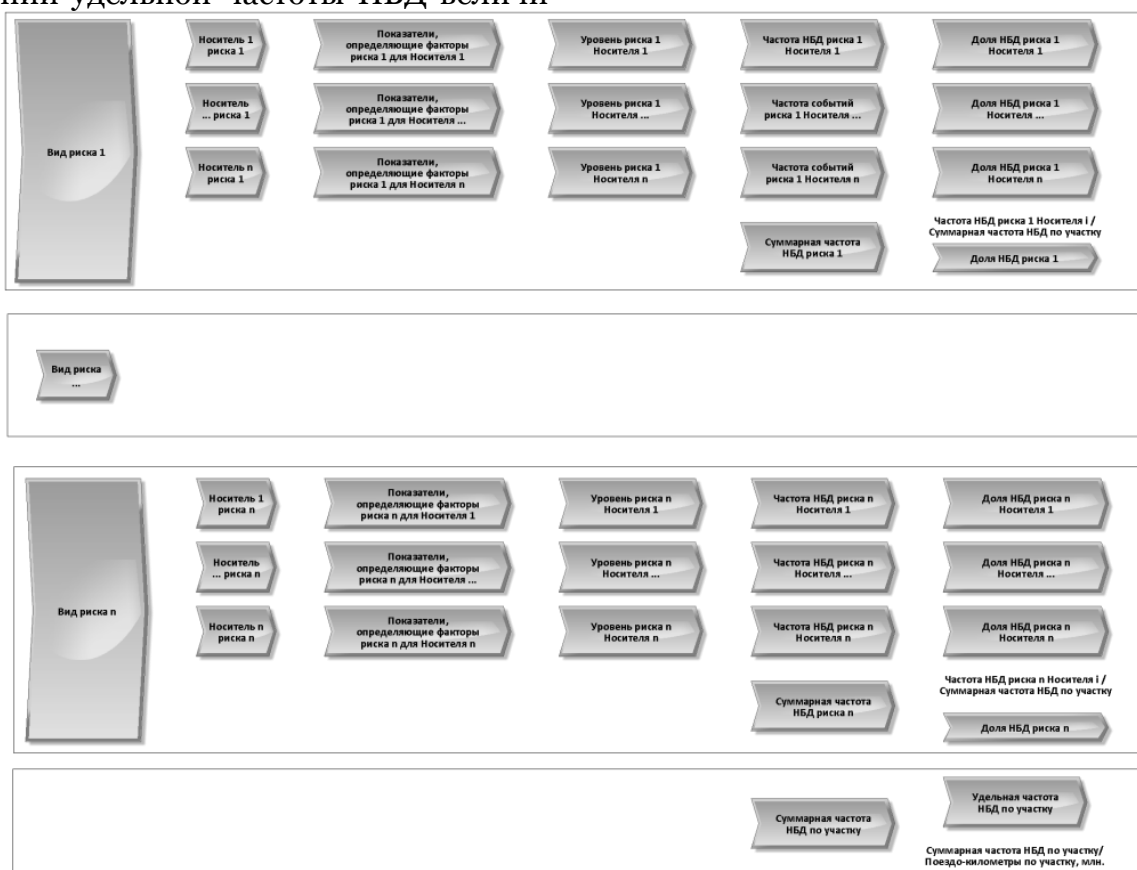 нии удельной частоты НБД величи
Носитель 1
риска 1
Показатели,
определяющие факторы
риска 1 для Носителя 1
Уровень риска 1
Носителя 1
Частота НБД риска 1
Носителя 1
Доля НБД риска 1
Носителя 1
Вид риска 1
Носитель
... риска 1
Показатели,
определяющие факторы
риска 1 для Носителя ...
Уровень риска 1
Носителя ...
Частота событий
риска 1 Носителя ...
Доля НБД риска 1
Носителя ...
Носитель n
риска 1
Показатели,
определяющие факторы
риска 1 для Носителя n
Уровень риска 1
Носителя n
Частота событий
риска 1 Носителя n
Доля НБД риска 1
Носителя n
Суммарная частота
НБД риска 1
Частота НБД риска 1 Носителя i /
Суммарная частота НБД по участку
Доля НБД риска 1
Вид риска
...
Носитель 1
риска n
Показатели,
определяющие факторы
риска n для Носителя 1
Уровень риска n
Носителя 1
Частота НБД риска n
Носителя 1
Доля НБД риска n
Носителя 1
Вид риска n
Носитель
... риска n
Показатели,
определяющие факторы
риска n для Носителя ...
Уровень риска n
Носителя ...
Частота НБД риска n
Носителя ...
Доля НБД риска n
Носителя ...
Носитель n
риска n
Показатели,
определяющие факторы
риска n для Носителя n
Уровень риска n
Носителя n
Частота НБД риска n
Носителя n
Доля НБД риска n
Носителя n
Суммарная частота
НБД риска n
Частота НБД риска n Носителя i /
Суммарная частота НБД по участку
Доля НБД риска n
Суммарная частота
НБД по участку
Удельная частота
НБД по участку
Суммарная частота НБД по участку/
Поездо-километры по участку, млн.